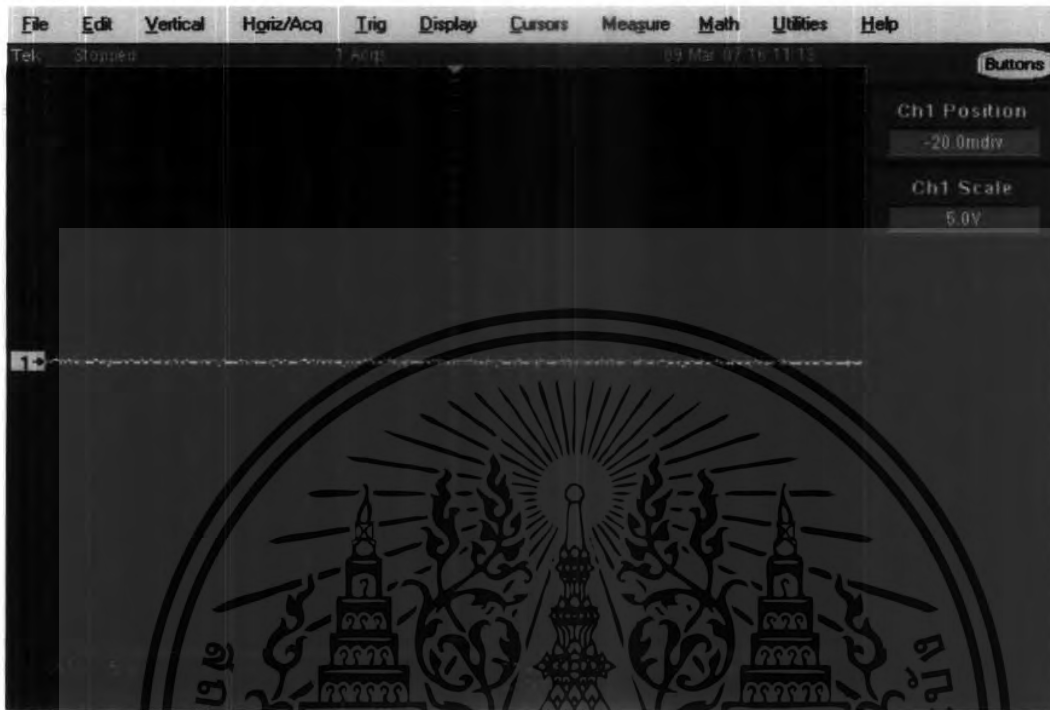 File Edit Vertical Horiz/Acq Trig Display Cursors Measure Math Utilities Help
Tek Stopped 1 Acqs 09 Mar 07 16:11:13
Buttons
Ch1 Position
-20.0mdiv
Ch1 Scale
5.0V
1